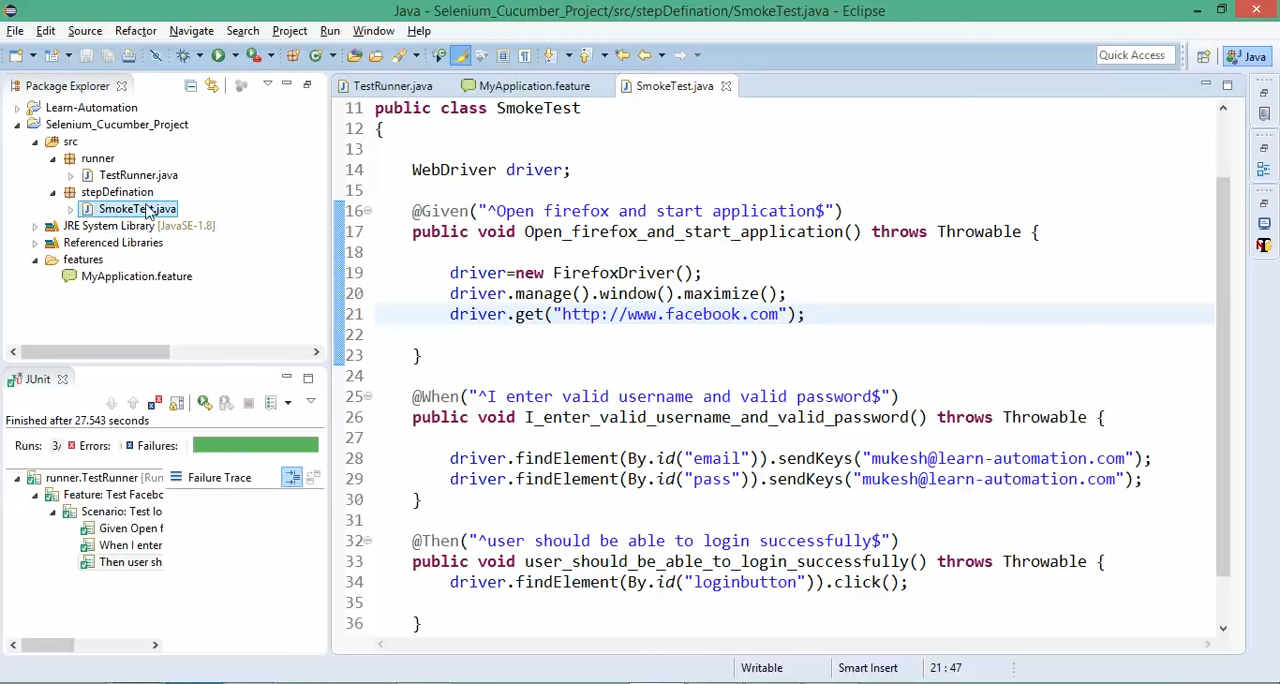 Java - Selenium_Cucumber_Project/src/stepDefination/SmokeTest.java - Eclipse
File Edit Source Refactor Navigate Search Project Run Window Help
Quick Access
Java
Package Explorer
Learn-Automation
Selenium_Cucumber_Project
src
runner
TestRunner.java
stepDefination
SmokeTest.java
JRE System Library [JavaSE-1.8]
Referenced Libraries
features
MyApplication.feature
JUnit
Finished after 27.543 seconds
Runs: 3/ Errors: Failures:
runner.TestRunner [Run
Failure Trace
Feature: Test Faceb
Scenario: Test lo
Given Open f
When I enter
Then user sh
TestRunner.java MyApplication.feature SmokeTest.java
11 public class SmokeTest
12 {
13
14 WebDriver driver;
15
16 @Given("^Open firefox and start application$")
17 public void Open_firefox_and_start_application() throws Throwable {
18
19 driver=new FirefoxDriver();
20 driver.manage().window().maximize();
21 driver.get("http://www.facebook.com");
22
23 }
24
25 @When("^I enter valid username and valid password$")
26 public void I_enter_valid_username_and_valid_password() throws Throwable {
27
28 driver.findElement(By.id("email")).sendKeys("mukesh@learn-automation.com");
29 driver.findElement(By.id("pass")).sendKeys("mukesh@learn-automation.com");
30 }
31
32 @Then("^user should be able to login successfully$")
33 public void user_should_be_able_to_login_successfully() throws Throwable {
34 driver.findElement(By.id("loginbutton")).click();
35
36 }
Writable Smart Insert 21 : 47